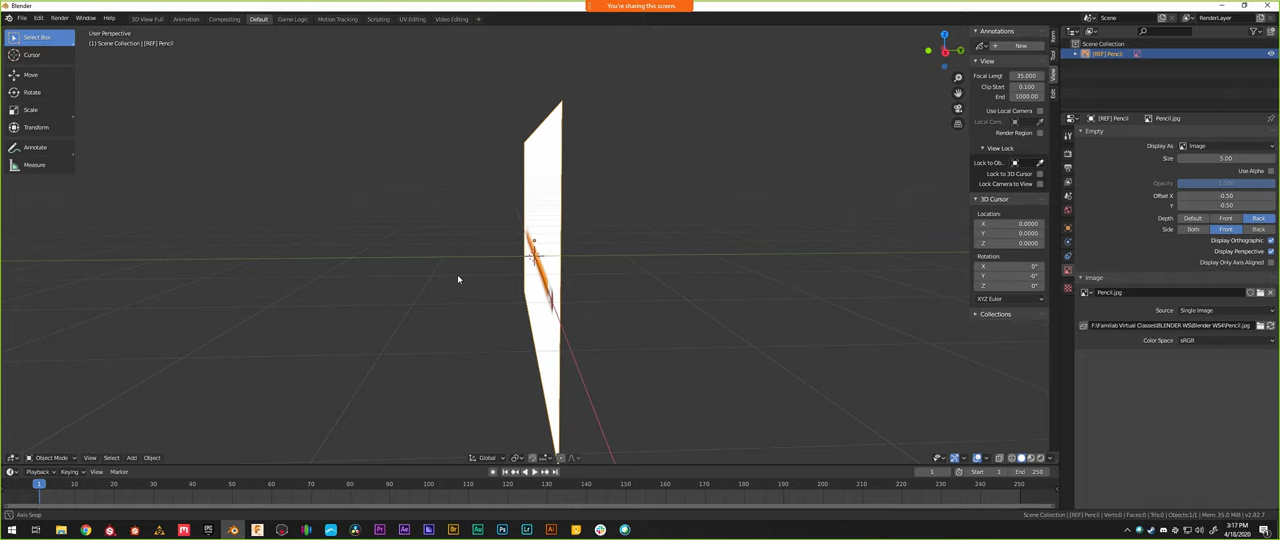 Blender
You're sharing this screen.
File Edit Render Window Help 3D View Full Animation Compositing Default Game Logic Motion Tracking Scripting UV Editing Video Editing +
Scene RenderLayer
Select Box
Cursor
Move
Rotate
Scale
Transform
Annotate
Measure
User Perspective
(1) Scene Collection | [REF] Pencil
Z
Y
X
Annotations
New
View
Focal Lengt 35.000
Clip Start 0.100
End 1000.00
Use Local Camera
Local Cam..
Render Region
View Lock
Lock to Ob..
Lock to 3D Cursor
Lock Camera to View
3D Cursor
Location:
X 0.0000
Y 0.0000
Z 0.0000
Rotation:
X 0°
Y -0°
Z 0°
XYZ Euler
Collections
Item
Tool
View
Edit
Scene Collection
[REF] Pencil
[REF] Pencil Pencil.jpg
Empty
Display As Image
Size 5.00
Use Alpha
Opacity 1.000
Offset X -0.50
Y -0.50
Depth Default Front Back
Side Both Front Back
Display Orthographic
Display Perspective
Display Only Axis Aligned
Image
Pencil.jpg
Source Single Image
F:\Familab Virtual Classes\BLENDER WS\Blender WS4\Pencil.jpg
Color Space sRGB
Object Mode View Select Add Object Global
Playback Keying View Marker 1 Start 1 End 250
1 10 20 30 40 50 60 70 80 90 100 110 120 130 140 150 160 170 180 190 200 210 220 230 240 250
Axis Snap
Scene Collection | [REF] Pencil | Verts:0 | Faces:0 | Tris:0 | Objects:1/1 | Mem: 35.0 MiB | v2.82.7
3:17 PM
4/18/2020